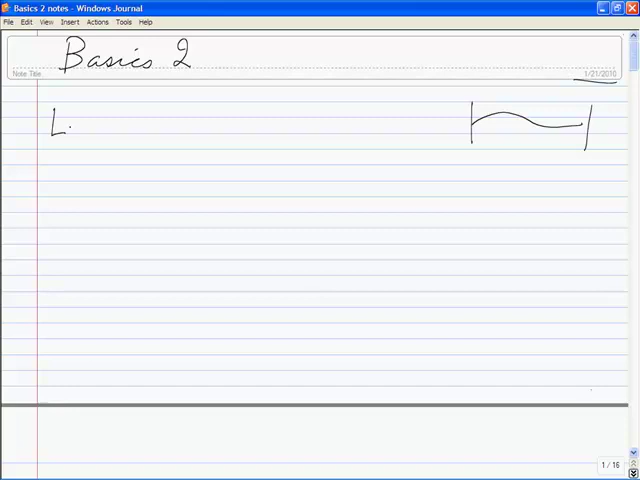 Basics 2 notes - Windows Journal
File Edit View Insert Actions Tools Help
Basics 2
Note Title 1/21/2010
L
1 / 16